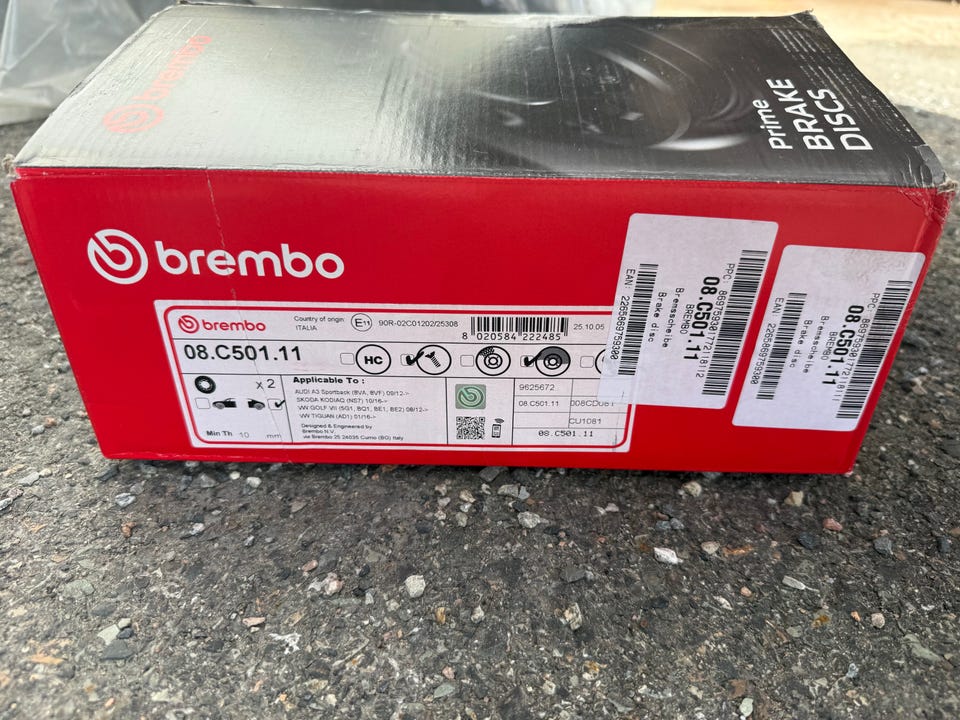 brembo
Prime
BRAKE
DISCS
brembo
brembo
Country of origin:
ITALIA
E11
90R-02C01202/25308
8 020584 222485
25.10.05
08.C501.11
HC
x 2
Min Th 10 mm
Applicable To :
AUDI A3 Sportback (8VA, 8VF) 09/12->
SKODA KODIAQ (NS7) 10/16->
VW GOLF VII (5G1, BQ1, BE1, BE2) 08/12->
VW TIGUAN (AD1) 01/16->
Designed & Engineered by
Brembo N.V.
via Brembo 25 24035 Curno (BG) Italy
9625672
08.C501.11
008CD081
CU1081
08.C501.11
PPC:
08.C501.11
BREMBO
Bremsscheibe
Brake disc
EAN: 2265869759300
PPC:
08.C501.11
BREMBO
Bremsscheibe
Brake disc
EAN: 2265869759300